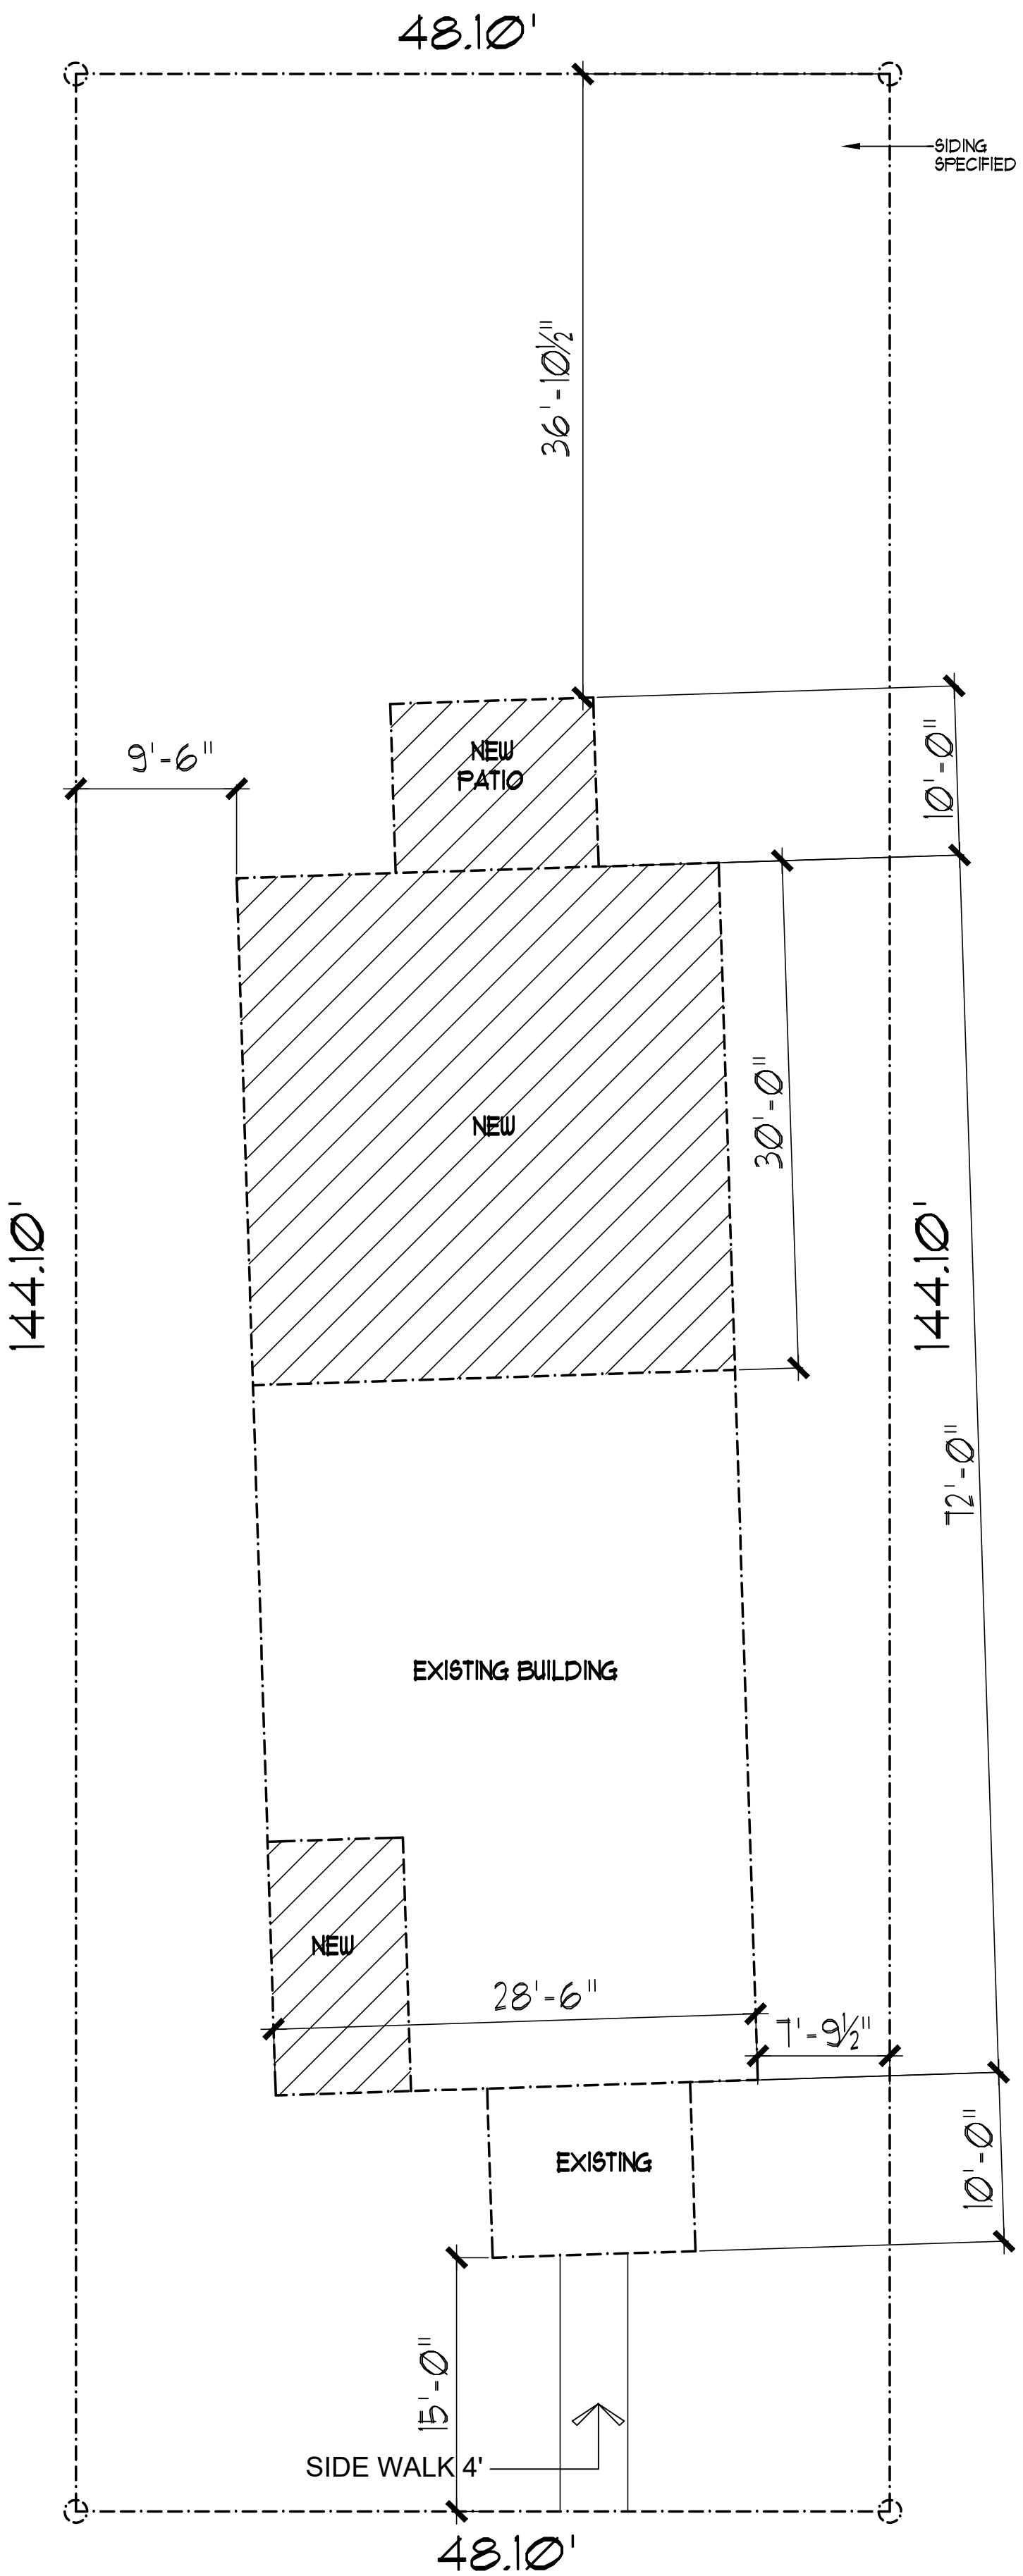 48.10'
SIDING
SPECIFIED
36'-10½"
NEW
PATIO
9'-6"
10'-0"
NEW
30'-0"
144.10'
144.10'
72'-0"
EXISTING BUILDING
NEW
28'-6"
7'-9½"
EXISTING
10'-0"
15'-0"
SIDE WALK 4'
48.10'